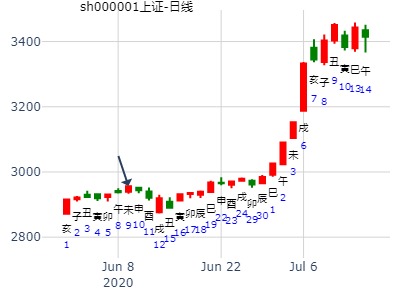 sh000001上证-日线
3400
3200
3000
2800
亥 子 丑 寅 卯 午 未 申 酉 戌 丑 寅 卯 辰 巳 申 酉 戌 卯 辰 巳 午 未 戌 亥 子 丑 寅 巳 午
1 2 3 4 5 8 9 10 11 12 15 16 17 18 19 22 23 24 29 30 1 2 3 6 7 8 9 10 13 14
Jun 8 Jun 22 Jul 6
2020